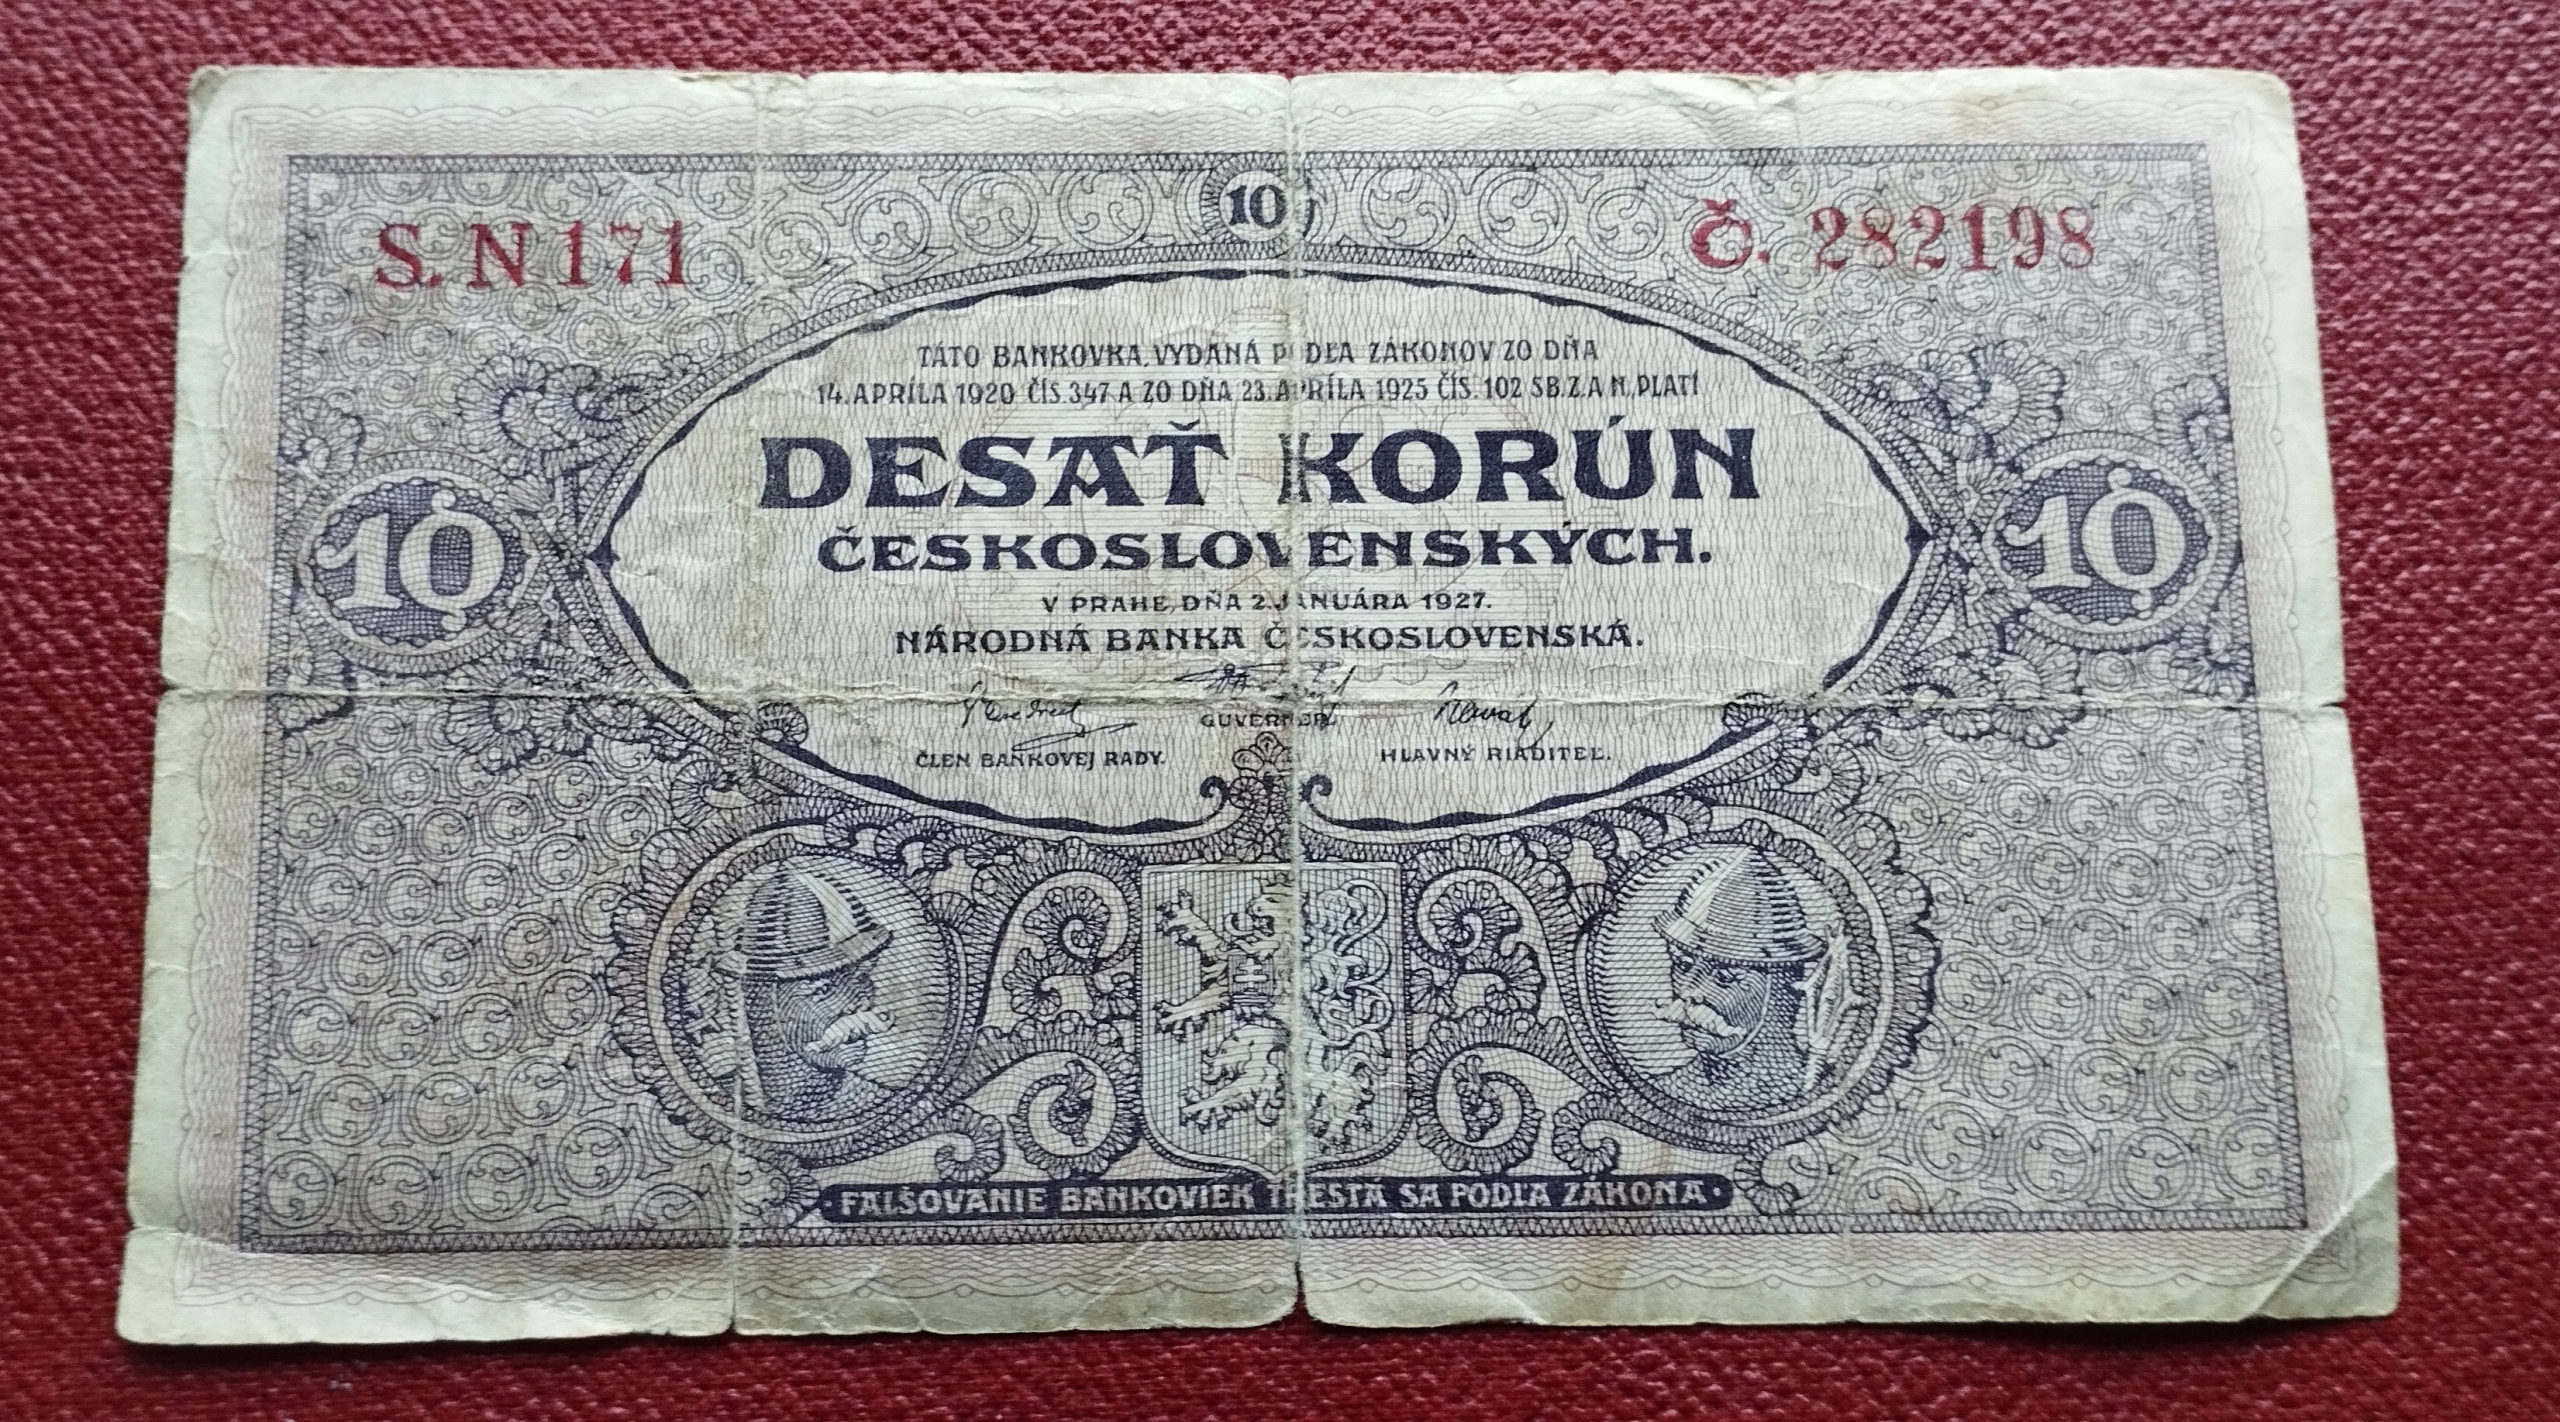 10
S. N 171
Č. 282198
TÁTO BANKOVKA, VYDANÁ PODĽA ZÁKONOV ZO DŇA
14. APRÍLA 1920 ČÍS. 347 A ZO DŇA 23. APRÍLA 1925 ČÍS. 102 SB. Z. A N., PLATÍ
DESAŤ KORÚN
ČESKOSLOVENSKÝCH.
10
10
V PRAHE, DŇA 2. JANUÁRA 1927.
NÁRODNÁ BANKA ČESKOSLOVENSKÁ.
GUVERNÉR.
ČLEN BANKOVEJ RADY.
HLAVNÝ RIADITEĽ.
· FALŠOVANIE BANKOVIEK TRESTÁ SA PODĽA ZÁKONA ·